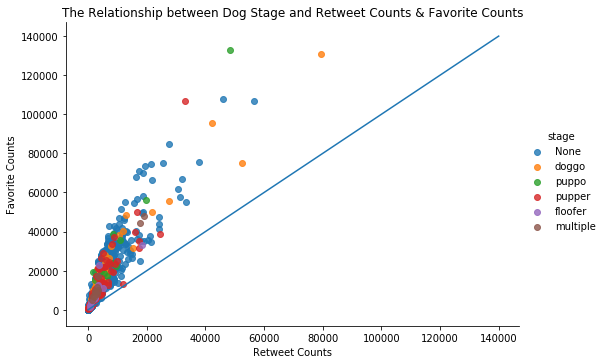 The Relationship between Dog Stage and Retweet Counts & Favorite Counts
Favorite Counts
140000
120000
100000
80000
60000
40000
20000
0
0 20000 40000 60000 80000 100000 120000 140000
Retweet Counts
stage
None
doggo
puppo
pupper
floofer
multiple